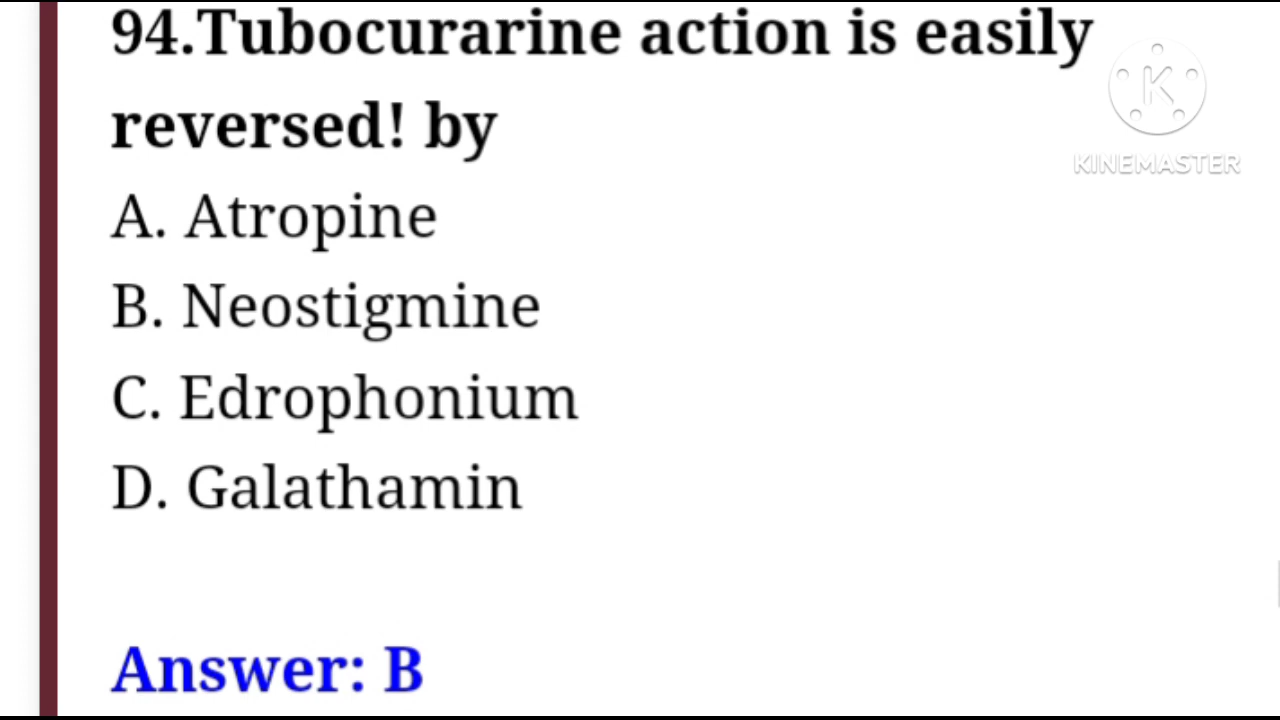 94.Tubocurarine action is easily
reversed! by
K
KINEMASTER
A. Atropine
B. Neostigmine
C. Edrophonium
D. Galathamin
Answer: B